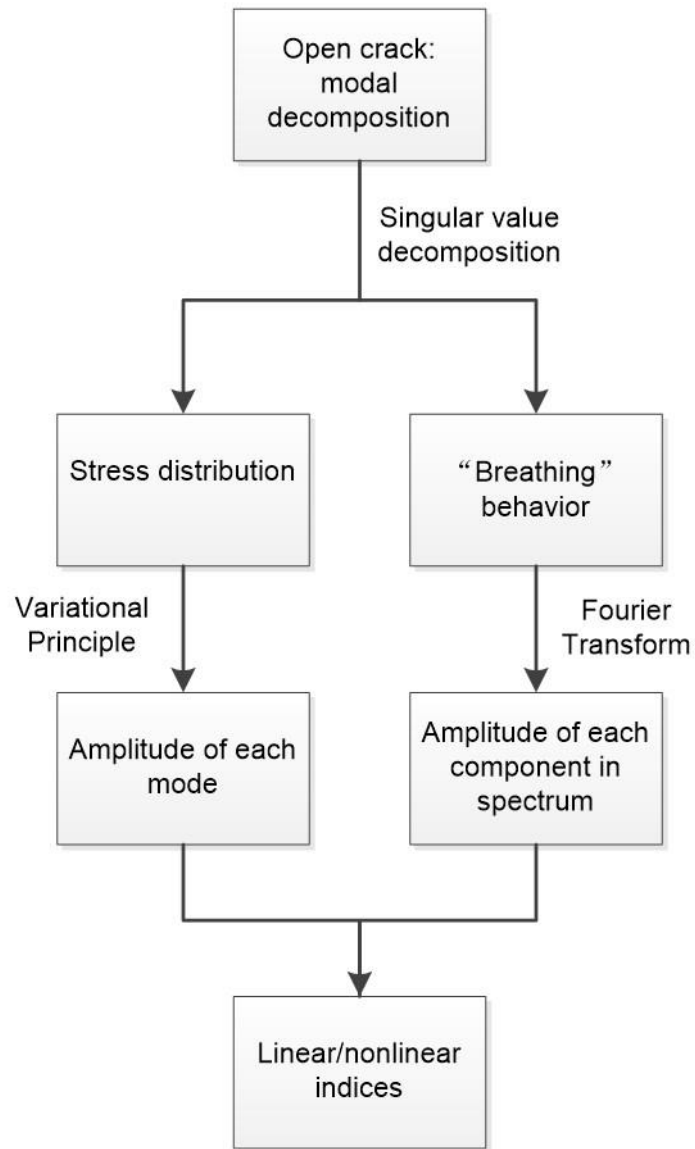 Open crack:
modal
decomposition
Singular value
decomposition
Stress distribution
“Breathing”
behavior
Variational
Principle
Fourier
Transform
Amplitude of each
mode
Amplitude of each
component in
spectrum
Linear/nonlinear
indices